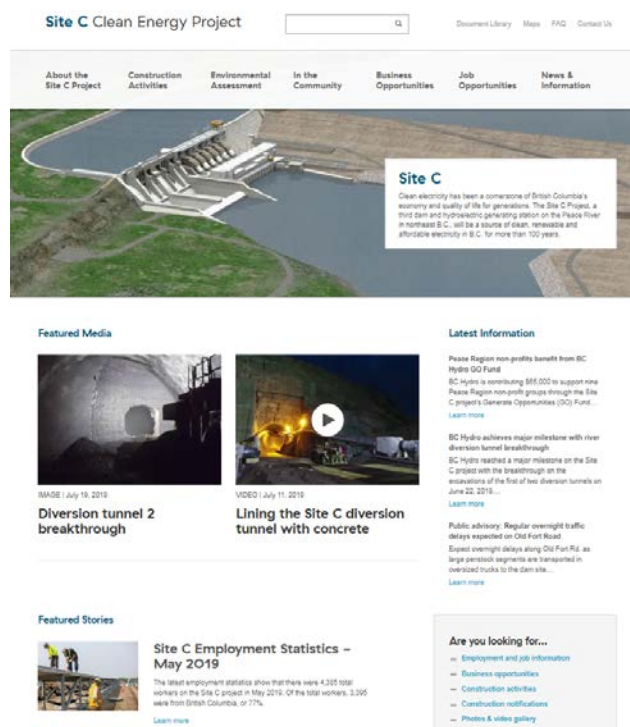 Site C Clean Energy Project
Document Library Maps FAQ Contact Us
About the
Site C Project
Construction
Activities
Environmental
Assessment
In the
Community
Business
Opportunities
Job
Opportunities
News &
Information
Site C
Clean electricity has been a cornerstone of British Columbia's
economy and quality of life for generations. The Site C Project, a
third dam and hydroelectric generating station on the Peace River
in northeast B.C., will be a source of clean, renewable and
affordable electricity in B.C. for more than 100 years.
Featured Media
IMAGE | July 19, 2019
Diversion tunnel 2
breakthrough
VIDEO | July 11, 2019
Lining the Site C diversion
tunnel with concrete
Latest Information
Peace Region non-profits benefit from BC
Hydro GO Fund
BC Hydro is contributing $65,000 to support nine
Peace Region non-profit groups through the Site
C project's Generate Opportunities (GO) Fund....
Learn more
BC Hydro achieves major milestone with river
diversion tunnel breakthrough
BC Hydro reached a major milestone on the Site
C project with the breakthrough on the
excavations of the first of two diversion tunnels on
June 22, 2019....
Learn more
Public advisory: Regular overnight traffic
delays expected on Old Fort Road
Expect overnight delays along Old Fort Rd. as
large penstock segments are transported in
oversized trucks to the dam site....
Learn more
Featured Stories
Site C Employment Statistics –
May 2019
The latest employment statistics show that there were 4,385 total
workers on the Site C project in May 2019. Of the total workers, 3,395
were from British Columbia, or 77%.
Learn more
Are you looking for...
Employment and job information
Business opportunities
Construction activities
Construction notifications
Photos & video gallery